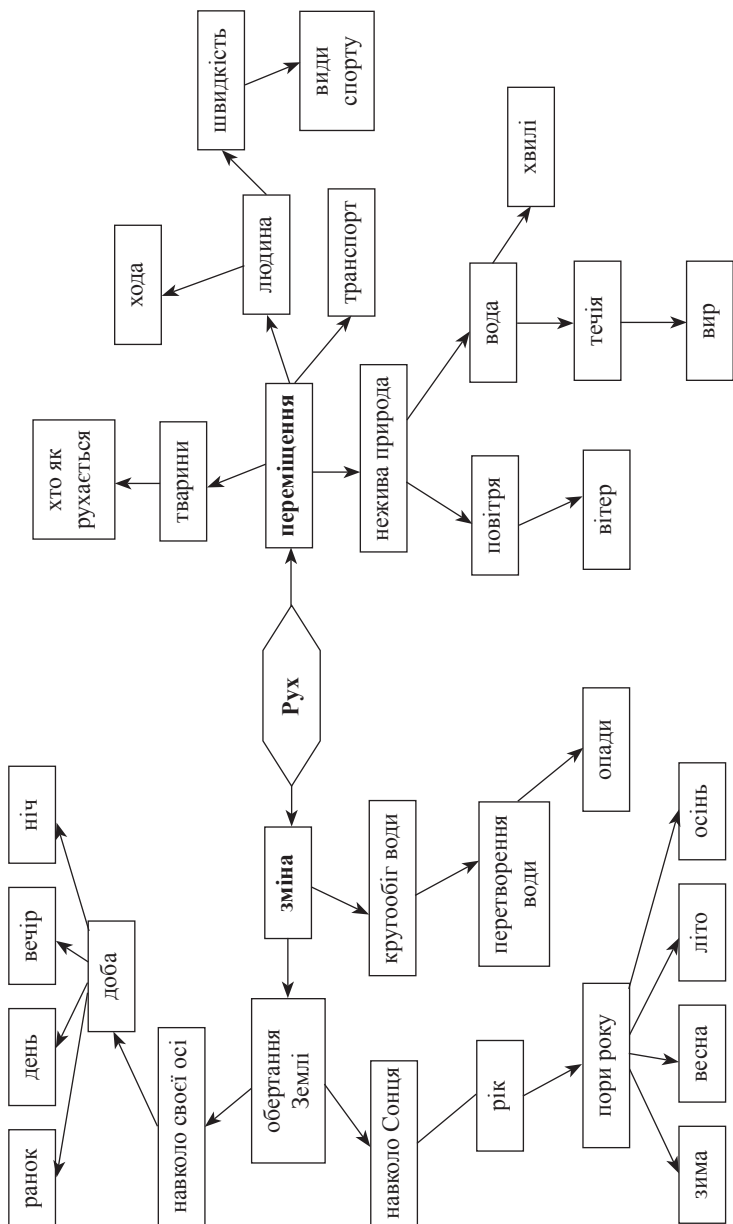 ранок
день
вечір
ніч
доба
навколо своєї осі
обертання
Землі
навколо Сонця
рік
пори року
зима
весна
літо
осінь
зміна
кругообіг води
перетворення
води
опади
Рух
переміщення
тварини
хто як
рухається
людина
хода
швидкість
види
спорту
транспорт
нежива природа
повітря
вітер
вода
хвилі
течія
вир